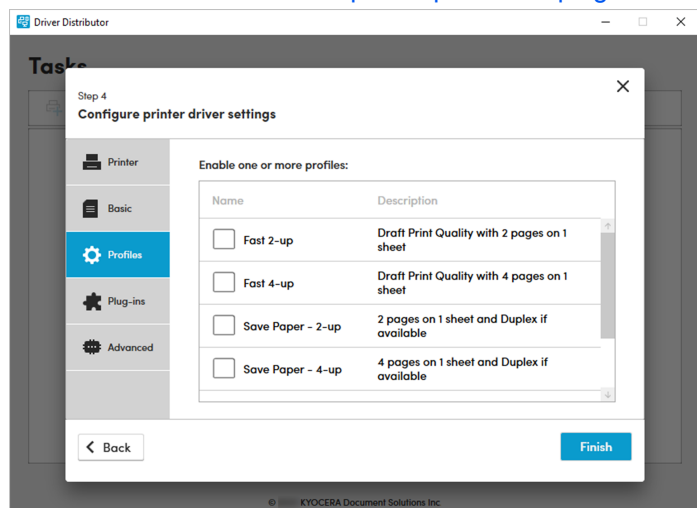 Driver Distributor
Tasks
Step 4
Configure printer driver settings
Printer
Enable one or more profiles:
Name Description
Basic
Fast 2-up Draft Print Quality with 2 pages on 1
sheet
Profiles
Fast 4-up Draft Print Quality with 4 pages on 1
sheet
Plug-ins
Save Paper - 2-up 2 pages on 1 sheet and Duplex if
available
Advanced
Save Paper - 4-up 4 pages on 1 sheet and Duplex if
available
Back Finish
© KYOCERA Document Solutions Inc.